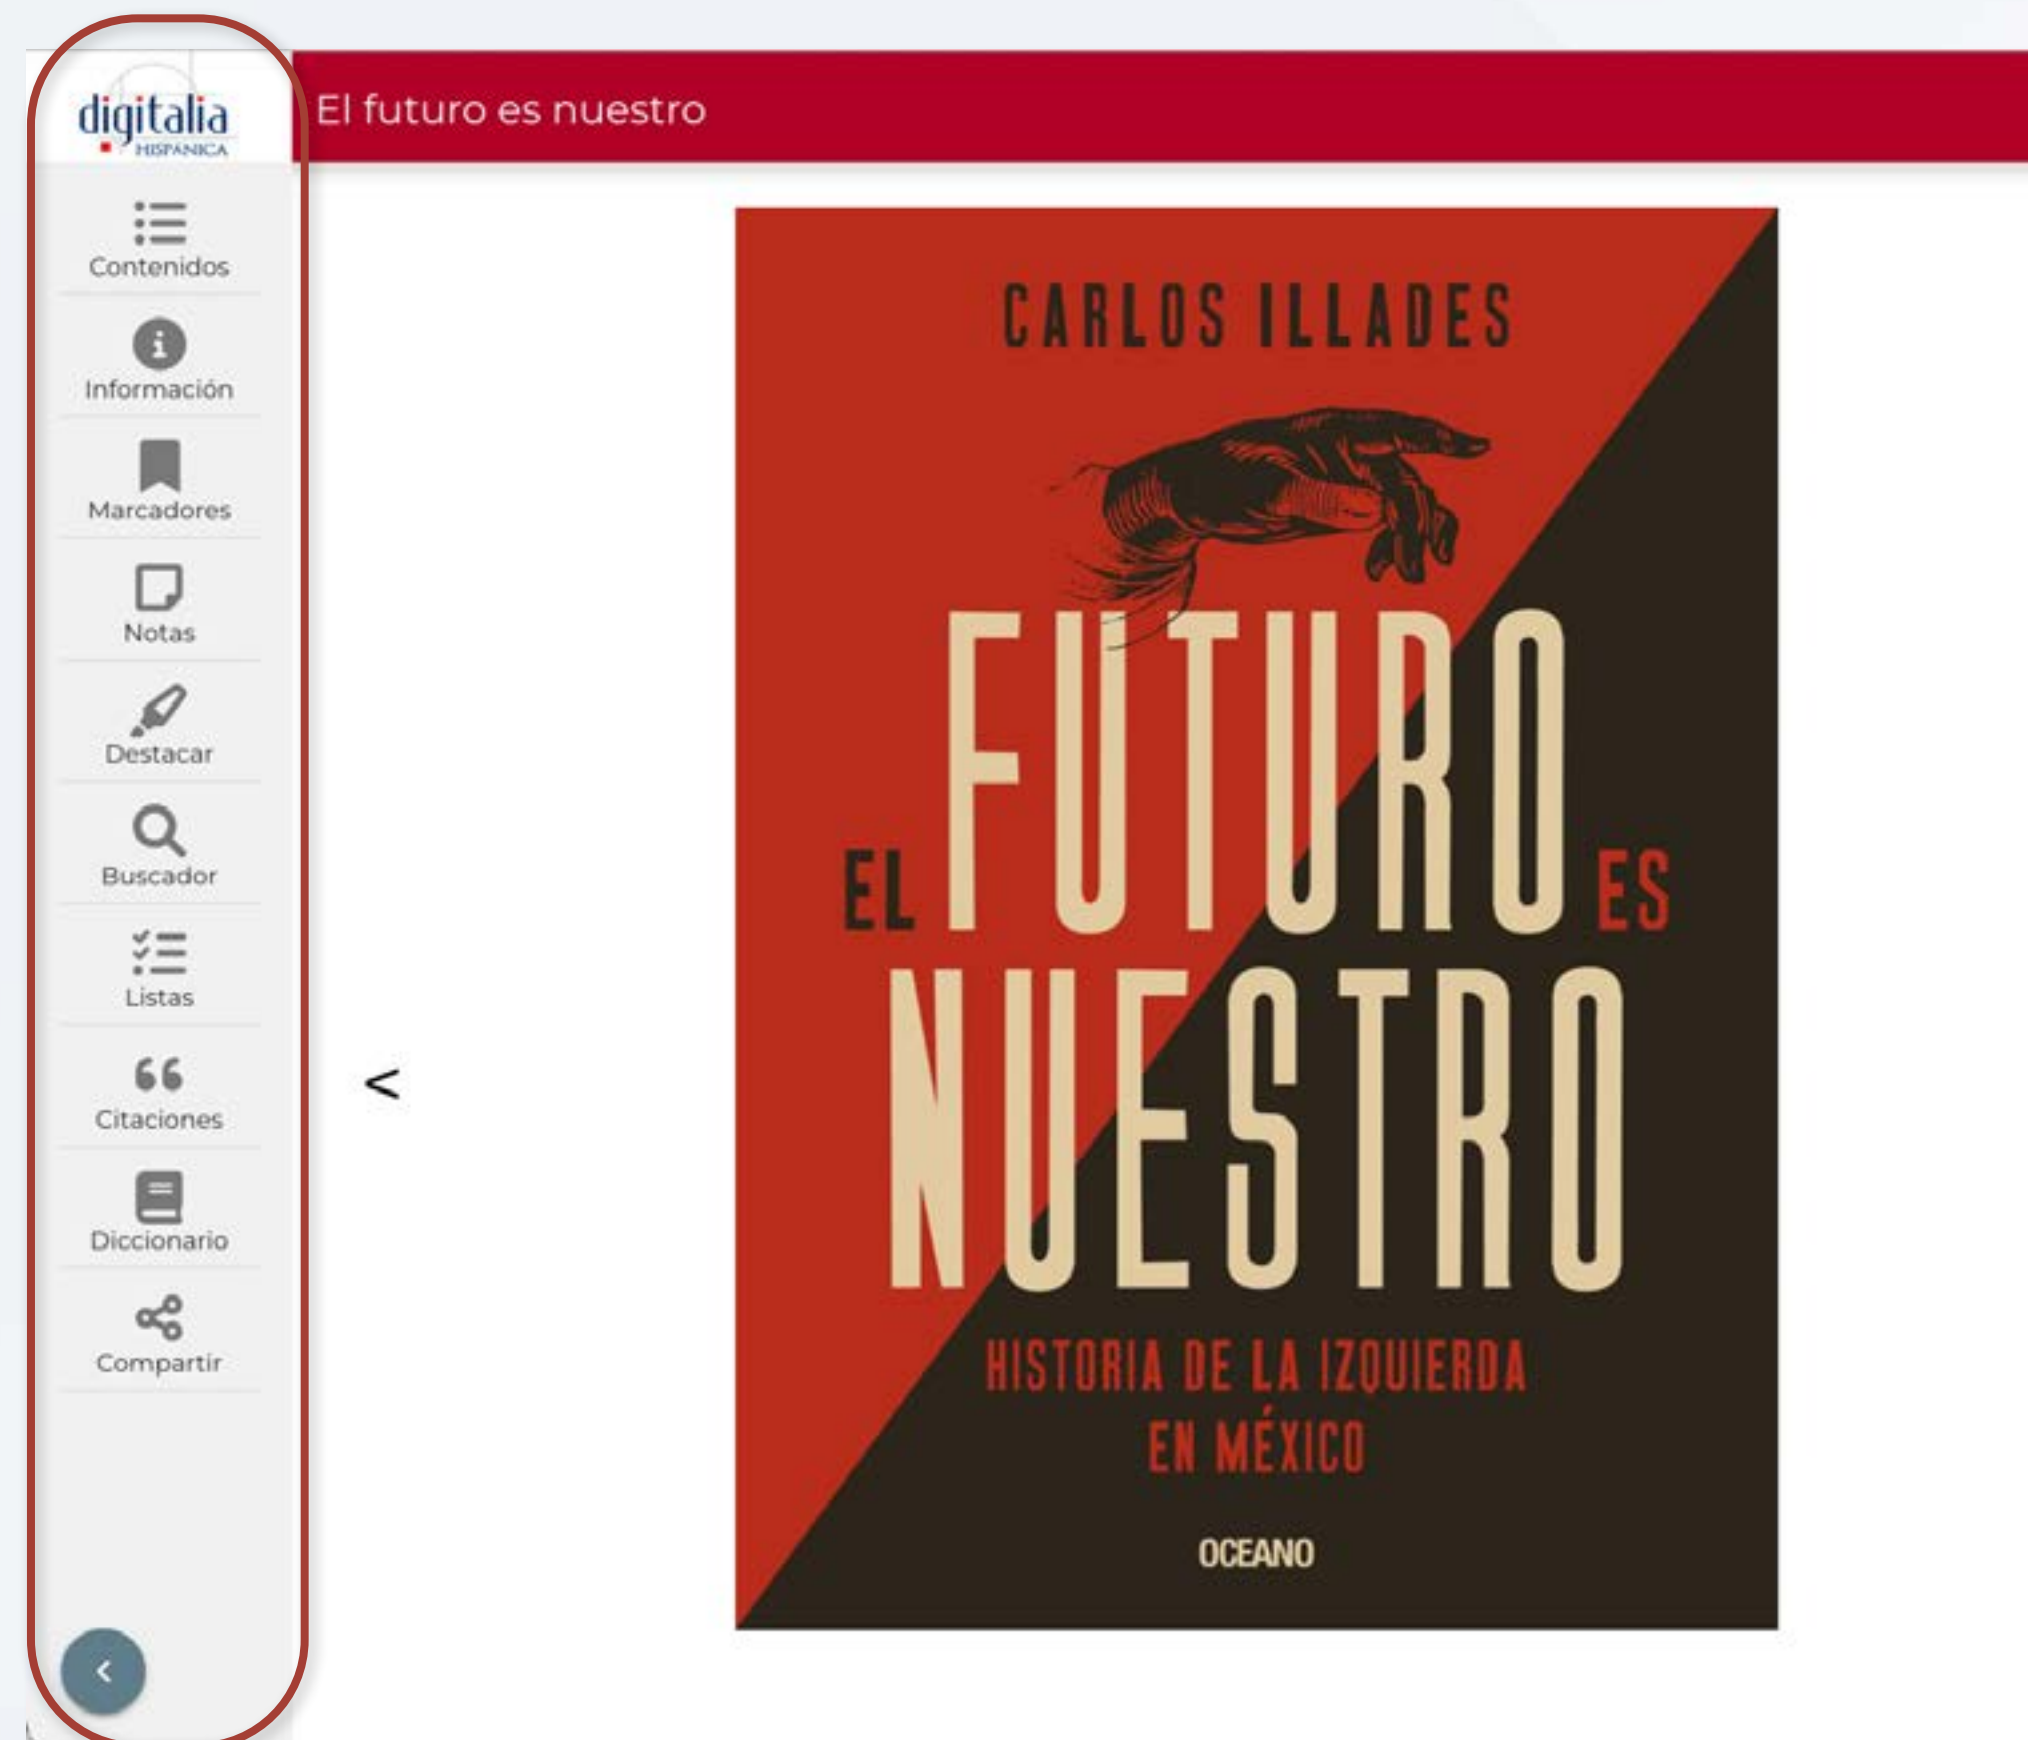 digitalia
HISPÁNICA
El futuro es nuestro
Contenidos
Información
Marcadores
Notas
Destacar
Buscador
Listas
Citaciones
Diccionario
Compartir
<
CARLOS ILLADES
EL FUTURO ES
NUESTRO
HISTORIA DE LA IZQUIERDA
EN MÉXICO
OCEANO